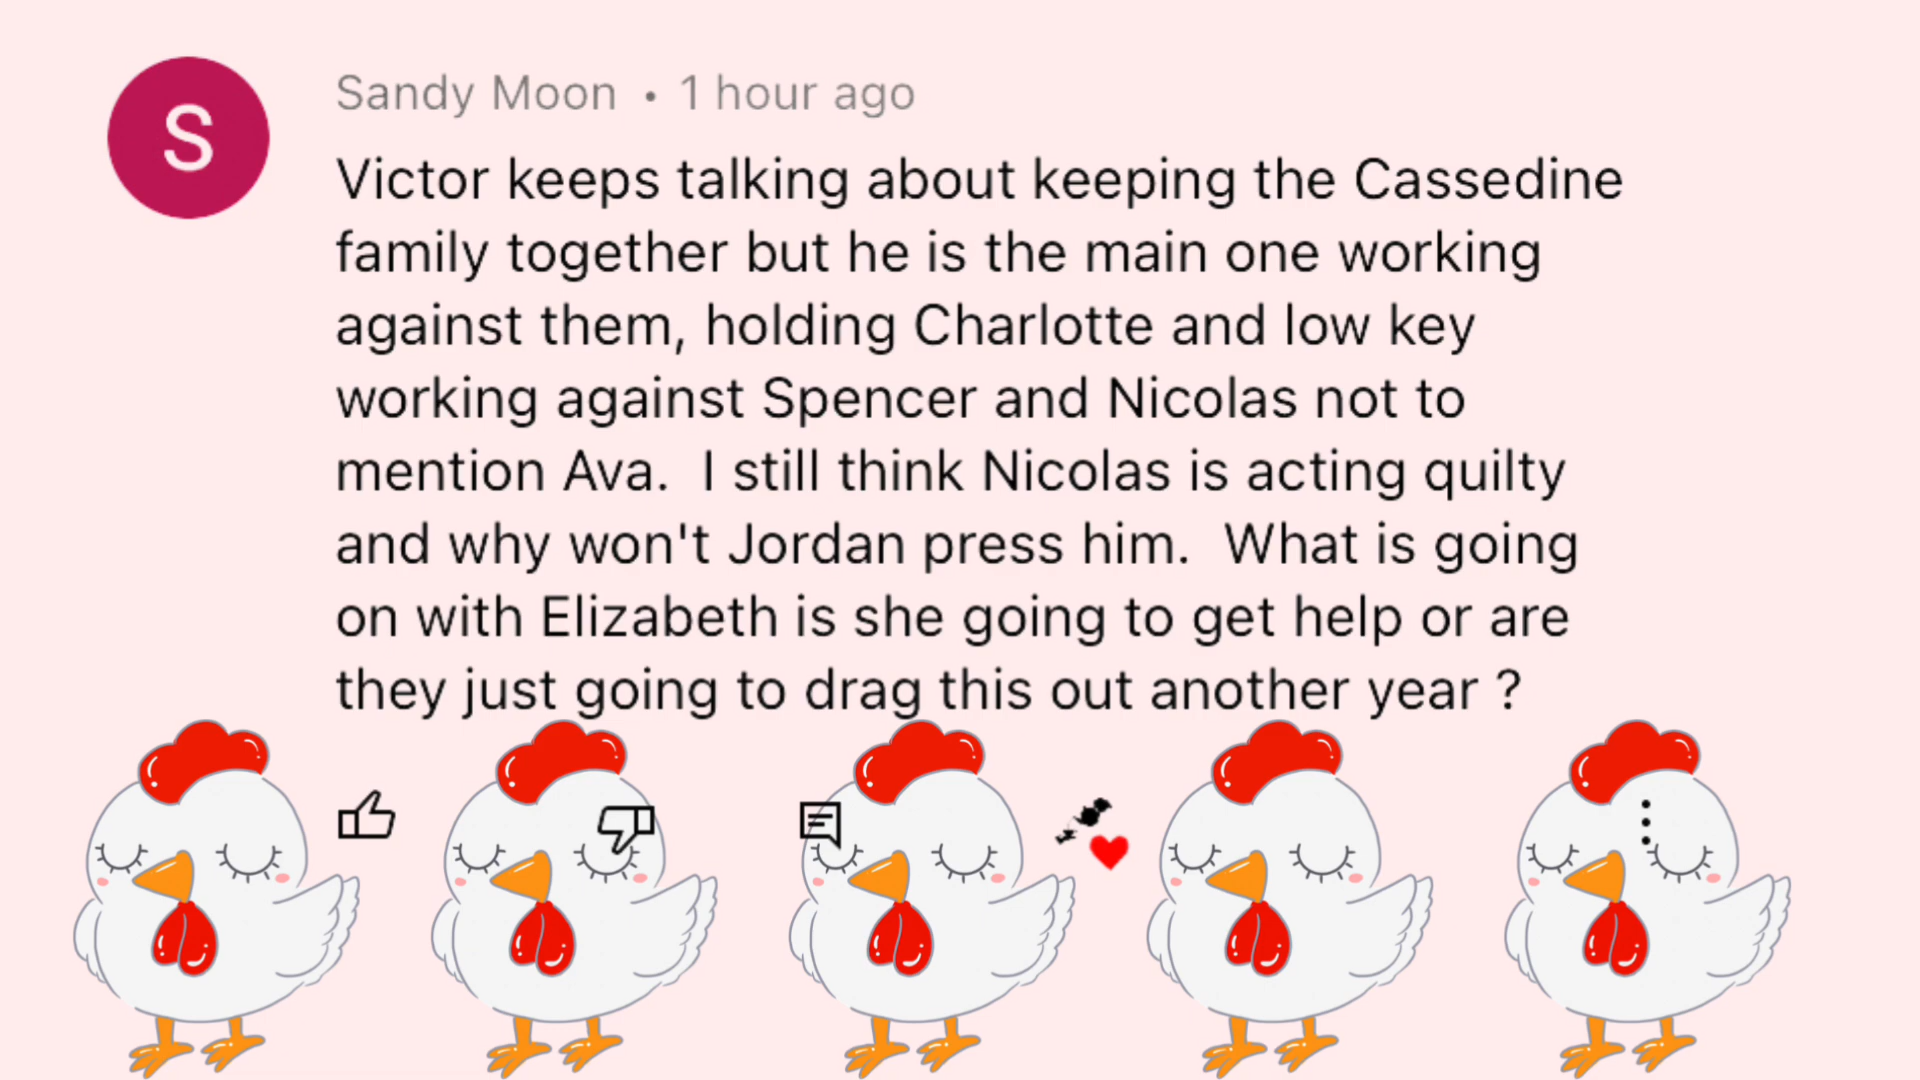 S
Sandy Moon • 1 hour ago
Victor keeps talking about keeping the Cassedine
family together but he is the main one working
against them, holding Charlotte and low key
working against Spencer and Nicolas not to
mention Ava.  I still think Nicolas is acting quilty
and why won't Jordan press him.  What is going
on with Elizabeth is she going to get help or are
they just going to drag this out another year ?